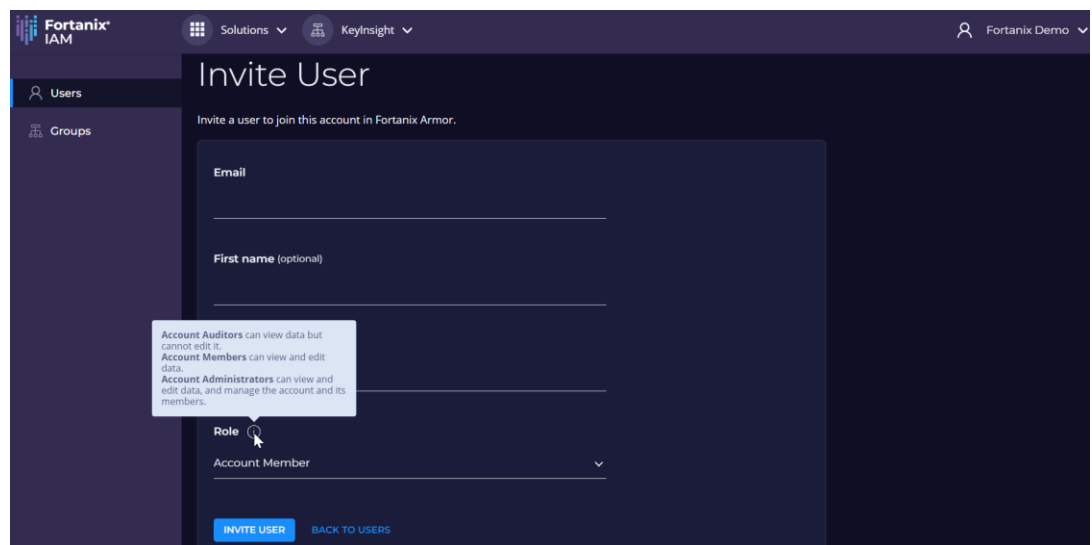 Fortanix®
IAM
Solutions
KeyInsight
Fortanix Demo
Users
Groups
Invite User
Invite a user to join this account in Fortanix Armor.
Email
First name (optional)
Account Auditors can view data but
cannot edit it.
Account Members can view and edit
data.
Account Administrators can view and
edit data, and manage the account and its
members.
Role
Account Member
INVITE USER
BACK TO USERS